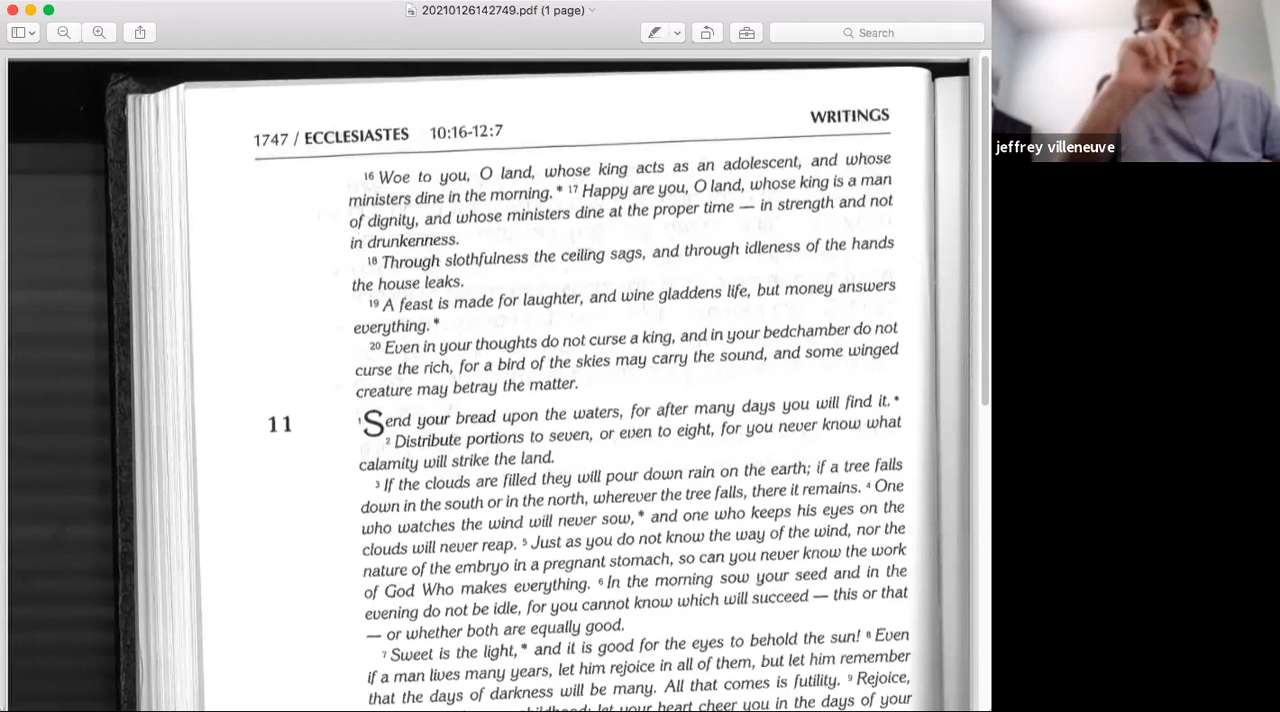 20210126142749.pdf (1 page)
Search
jeffrey villeneuve
1747 / ECCLESIASTES 10:16-12:7
WRITINGS
16 Woe to you, O land, whose king acts as an adolescent, and whose
ministers dine in the morning. * 17 Happy are you, O land, whose king is a man
of dignity, and whose ministers dine at the proper time — in strength and not
in drunkenness.
18 Through slothfulness the ceiling sags, and through idleness of the hands
the house leaks.
19 A feast is made for laughter, and wine gladdens life, but money answers
everything. *
20 Even in your thoughts do not curse a king, and in your bedchamber do not
curse the rich, for a bird of the skies may carry the sound, and some winged
creature may betray the matter.
11
1 Send your bread upon the waters, for after many days you will find it. *
2 Distribute portions to seven, or even to eight, for you never know what
calamity will strike the land.
3 If the clouds are filled they will pour down rain on the earth; if a tree falls
down in the south or in the north, wherever the tree falls, there it remains. 4 One
who watches the wind will never sow, * and one who keeps his eyes on the
clouds will never reap. 5 Just as you do not know the way of the wind, nor the
nature of the embryo in a pregnant stomach, so can you never know the work
of God Who makes everything. 6 In the morning sow your seed and in the
evening do not be idle, for you cannot know which will succeed — this or that
— or whether both are equally good.
7 Sweet is the light, * and it is good for the eyes to behold the sun! 8 Even
if a man lives many years, let him rejoice in all of them, but let him remember
that the days of darkness will be many. All that comes is futility. 9 Rejoice,
childhood; let your heart cheer you in the days of your